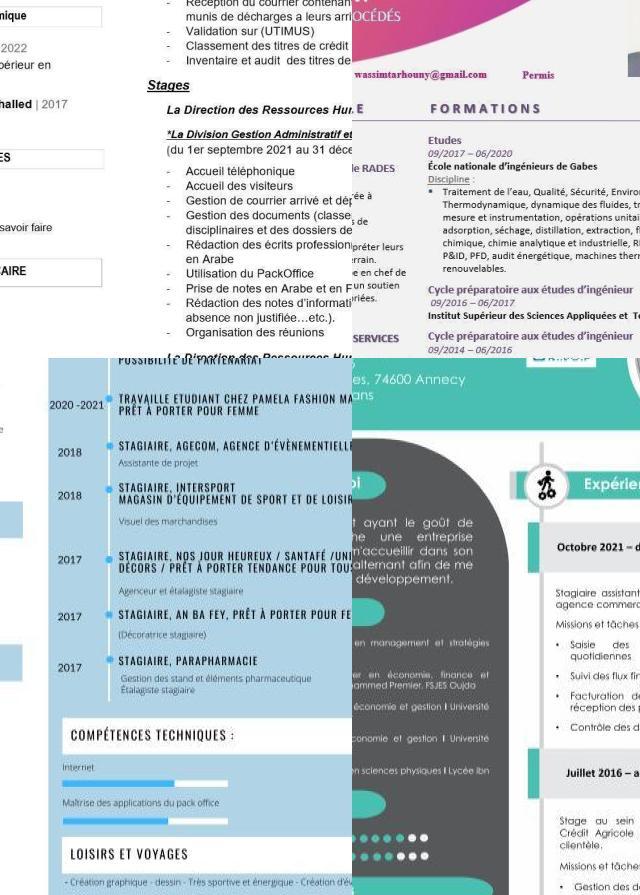 mique
2022
périeur en
halled | 2017
ES
savoir faire
CAIRE
- Réception du courrier contenan
munis de décharges a leurs arri
- Validation sur (UTIMUS)
- Classement des titres de crédit
- Inventaire et audit des titres de
Stages
La Direction des Ressources Hu
*La Division Gestion Administratif et
(du 1er septembre 2021 au 31 déce
- Accueil téléphonique
- Accueil des visiteurs
- Gestion de courrier arrivé et dép
- Gestion des documents (classe
disciplinaires et des dossiers de
- Rédaction des écrits profession
en Arabe
- Utilisation du PackOffice
- Prise de notes en Arabe et en F
- Rédaction des notes d'informati
absence non justifiée…etc.).
- Organisation des réunions
La Direction des Ressources Hu
OCÉDÉS
wassimtarhouny@gmail.com Permis
E FORMATIONS
de RADES
rée à
s de
préter leurs
errain.
e en chef de
un soutien
oriées.
SERVICES
Etudes
09/2017 – 06/2020
École nationale d'ingénieurs de Gabes
Discipline :
▪ Traitement de l'eau, Qualité, Sécurité, Enviro
Thermodynamique, dynamique des fluides, tr
mesure et instrumentation, opérations unitai
adsorption, séchage, distillation, extraction, f
chimique, chimie analytique et industrielle, R
P&ID, PFD, audit énergétique, machines ther
renouvelables.
Cycle préparatoire aux études d'ingénieur
09/2016 – 06/2017
Institut Supérieur des Sciences Appliquées et Te
Cycle préparatoire aux études d'ingénieur
09/2014 – 06/2016
e
POSSIBILITÉ DE PARTENARIAT
2020 -2021 TRAVAILLE ETUDIANT CHEZ PAMELA FASHION MA
PRÊT À PORTER POUR FEMME
2018 STAGIAIRE, AGECOM, AGENCE D'ÉVÈNEMENTIELLE
Assistante de projet
2018 STAGIAIRE, INTERSPORT
MAGASIN D'ÉQUIPEMENT DE SPORT ET DE LOISIR
Visuel des marchandises
2017 STAGIAIRE, NOS JOUR HEUREUX / SANTAFÉ /UNI
DÉCORS / PRÊT À PORTER TENDANCE POUR TOUS
Agenceur et étalagiste stagiaire
2017 STAGIAIRE, AN BA FEY, PRÊT À PORTER POUR FE
(Décoratrice stagiaire)
2017 STAGIAIRE, PARAPHARMACIE
Gestion des stand et éléments pharmaceutique
Étalagiste stagiaire
COMPÉTENCES TECHNIQUES :
Internet
Maîtrise des applications du pack office
LOISIRS ET VOYAGES
- Création graphique - dessin - Très sportive et énergique - Création d'év
es, 74600 Annecy
ans
oi
t ayant le goût de
ne une entreprise
m'accueillir dans son
alternant afin de me
développement.
en management et stratégies
er en économie, finance et
ammed Premier, FSJES Oujda
économie et gestion I Université
conomie et gestion I Université
n sciences physiques I Lycée Ibn
Expérien
Octobre 2021 – d
Stagiaire assistant
agence commerc
Missions et tâches
• Saisie des
quotidiennes
• Suivi des flux fin
• Facturation de
réception des p
• Contrôle des d
Juillet 2016 – a
Stage au sein
Crédit Agricole
clientèle.
Missions et tâches
• Gestion des d